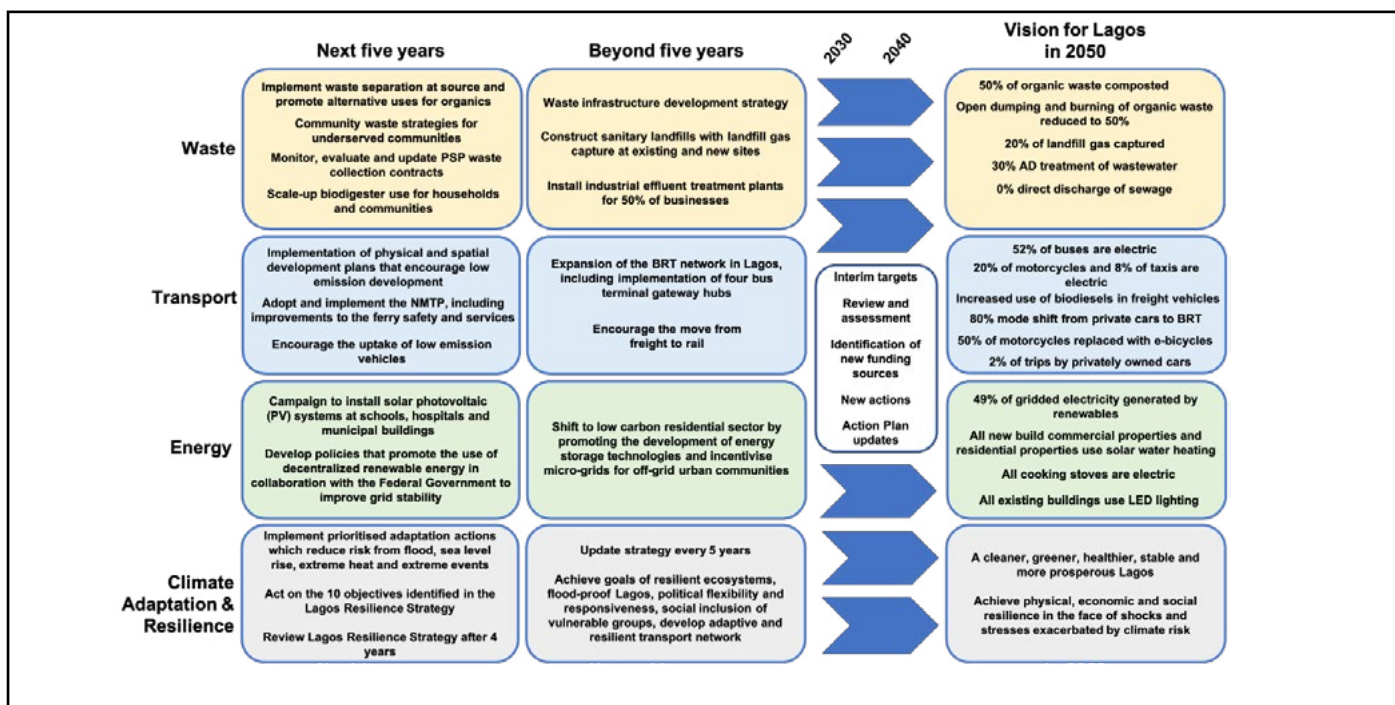 Next five years
Beyond five years
2030
2040
Vision for Lagos
in 2050
Waste
Implement waste separation at source and
promote alternative uses for organics
Community waste strategies for
underserved communities
Monitor, evaluate and update PSP waste
collection contracts
Scale-up biodigester use for households
and communities
Waste infrastructure development strategy
Construct sanitary landfills with landfill gas
capture at existing and new sites
Install industrial effluent treatment plants
for 50% of businesses
50% of organic waste composted
Open dumping and burning of organic waste
reduced to 50%
20% of landfill gas captured
30% AD treatment of wastewater
0% direct discharge of sewage
Transport
Implementation of physical and spatial
development plans that encourage low
emission development
Adopt and implement the NMTP, including
improvements to the ferry safety and services
Encourage the uptake of low emission
vehicles
Expansion of the BRT network in Lagos,
including implementation of four bus
terminal gateway hubs
Encourage the move from
freight to rail
Interim targets
Review and
assessment
Identification of
new funding
sources
New actions
Action Plan
updates
52% of buses are electric
20% of motorcycles and 8% of taxis are
electric
Increased use of biodiesels in freight vehicles
80% mode shift from private cars to BRT
50% of motorcycles replaced with e-bicycles
2% of trips by privately owned cars
Energy
Campaign to install solar photovoltaic
(PV) systems at schools, hospitals and
municipal buildings
Develop policies that promote the use of
decentralized renewable energy in
collaboration with the Federal Government to
improve grid stability
Shift to low carbon residential sector by
promoting the development of energy
storage technologies and incentivise
micro-grids for off-grid urban communities
49% of gridded electricity generated by
renewables
All new build commercial properties and
residential properties use solar water heating
All cooking stoves are electric
All existing buildings use LED lighting
Climate
Adaptation &
Resilience
Implement prioritised adaptation actions
which reduce risk from flood, sea level
rise, extreme heat and extreme events
Act on the 10 objectives identified in the
Lagos Resilience Strategy
Review Lagos Resilience Strategy after 4
years
Update strategy every 5 years
Achieve goals of resilient ecosystems,
flood-proof Lagos, political flexibility and
responsiveness, social inclusion of
vulnerable groups, develop adaptive and
resilient transport network
A cleaner, greener, healthier, stable and
more prosperous Lagos
Achieve physical, economic and social
resilience in the face of shocks and
stresses exacerbated by climate risk